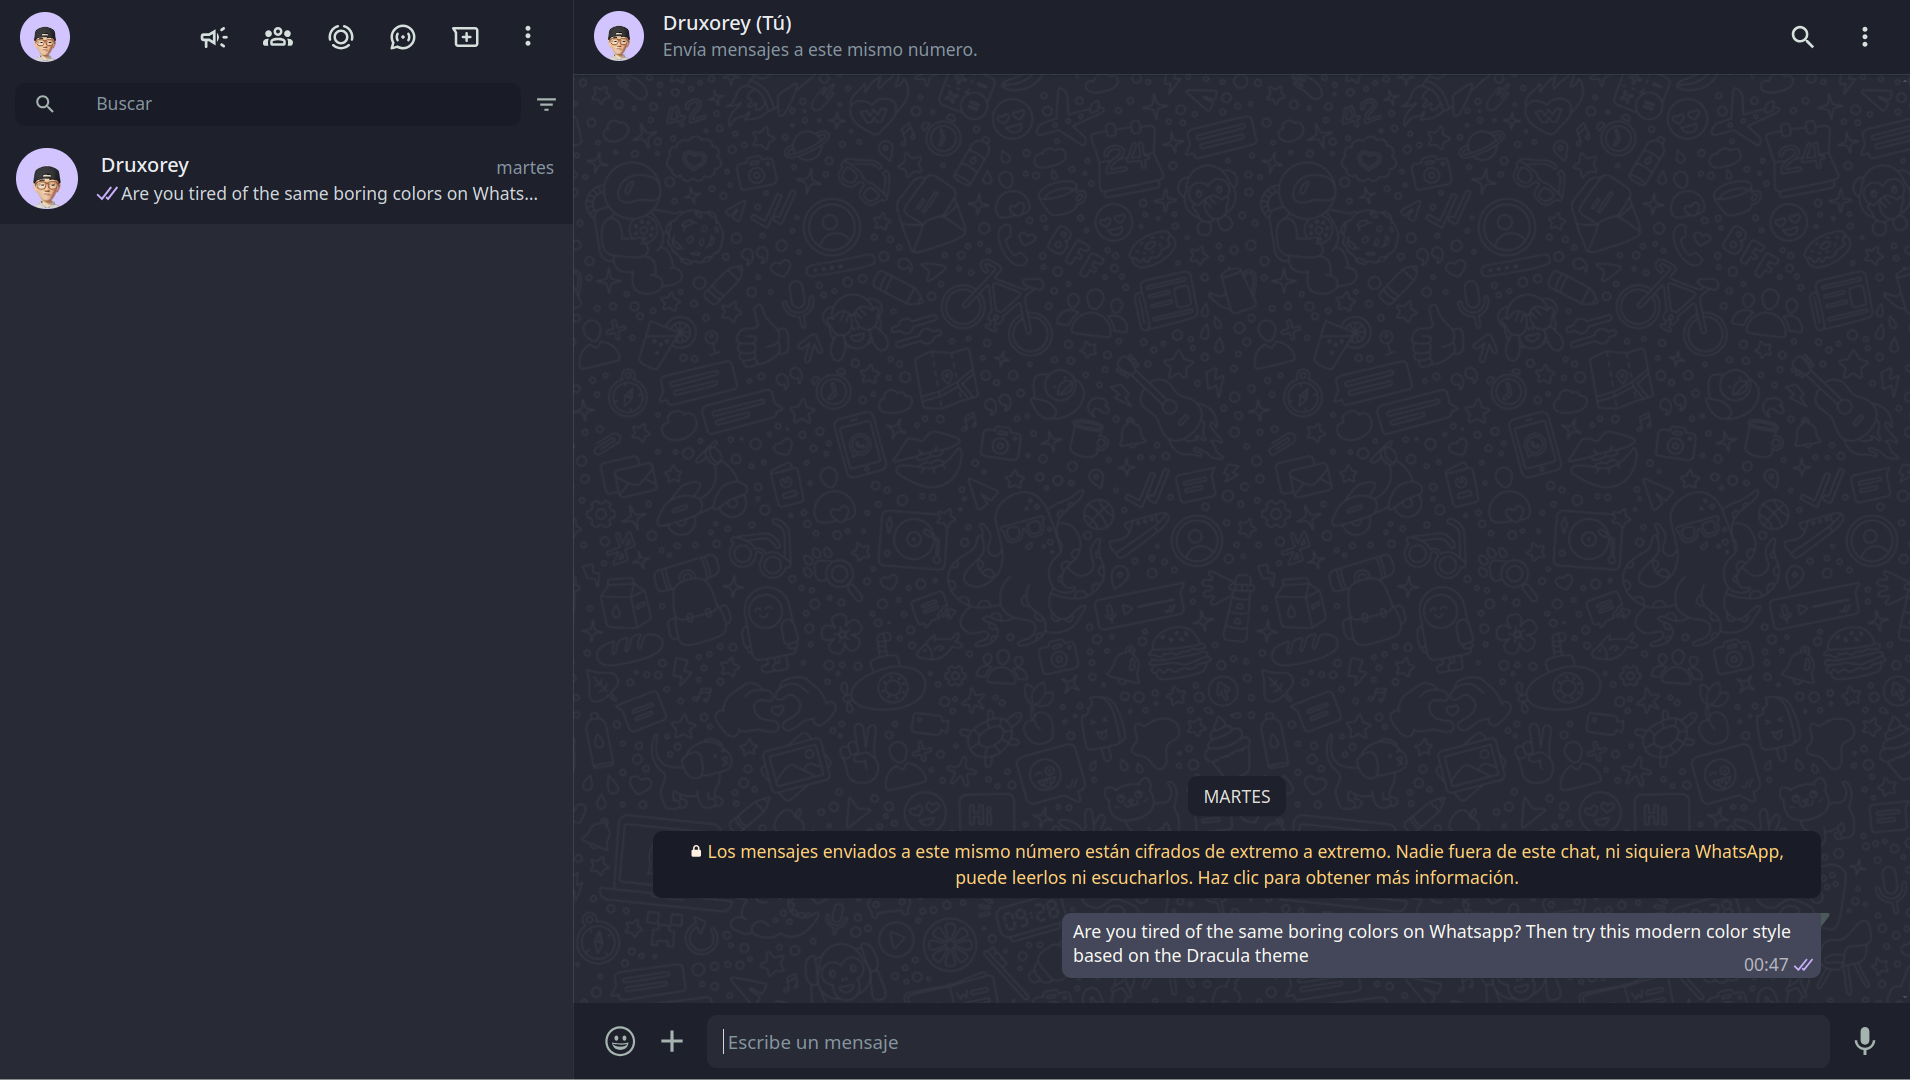 Buscar
Druxorey
martes
Are you tired of the same boring colors on Whats...
Druxorey (Tú)
Envía mensajes a este mismo número.
MARTES
Los mensajes enviados a este mismo número están cifrados de extremo a extremo. Nadie fuera de este chat, ni siquiera WhatsApp,
puede leerlos ni escucharlos. Haz clic para obtener más información.
Are you tired of the same boring colors on Whatsapp? Then try this modern color style
based on the Dracula theme
00:47
Escribe un mensaje